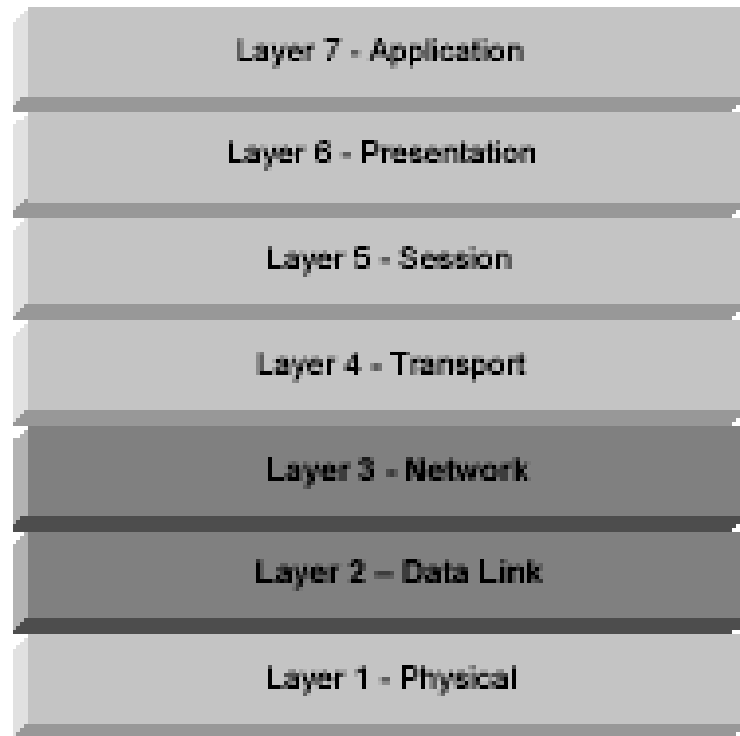 Layer 7 - Application
Layer 6 - Presentation
Layer 5 - Session
Layer 4 - Transport
Layer 3 - Network
Layer 2 – Data Link
Layer 1 - Physical